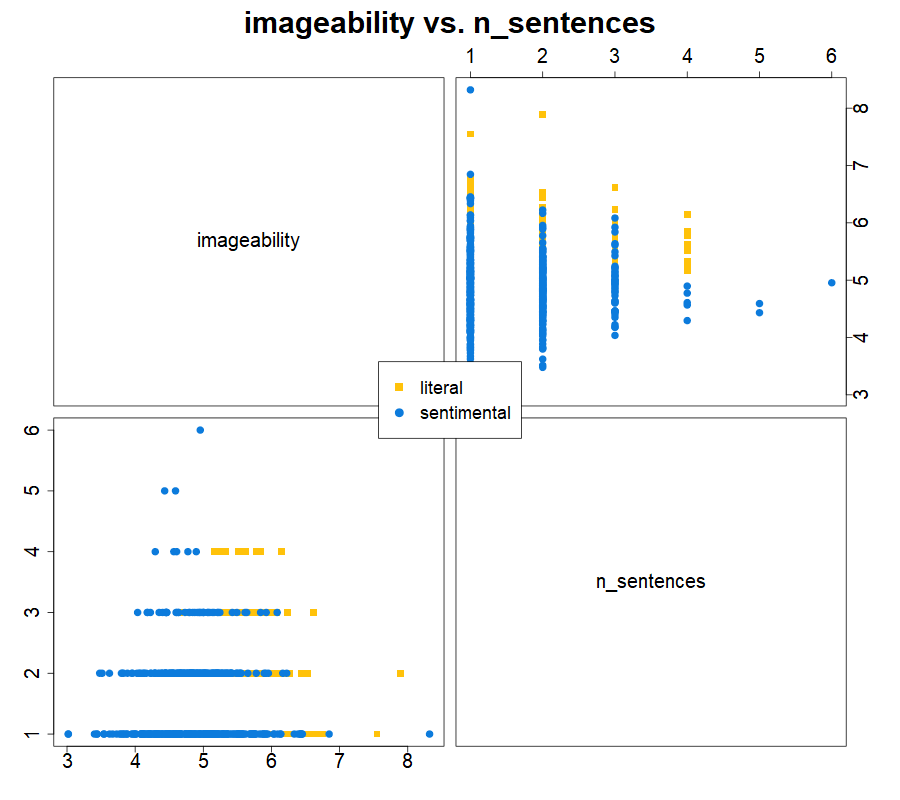 imageability vs. n_sentences
1 2 3 4 5 6
imageability
8
7
6
5
4
3
literal
sentimental
6
5
4
3
2
1
n_sentences
3 4 5 6 7 8